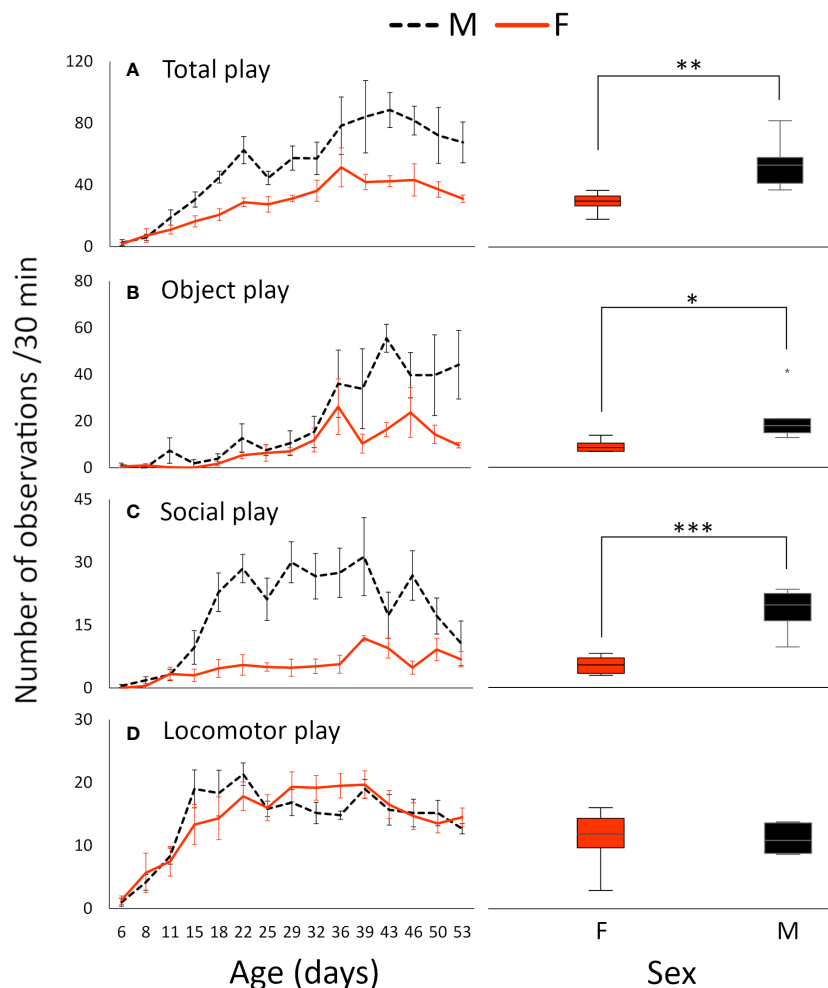 M F
A Total play
120
80
40
0
**
B Object play
80
60
40
20
0
*
*
C Social play
45
30
15
0
***
D Locomotor play
30
20
10
0
6 8 11 15 18 22 25 29 32 36 39 43 46 50 53
F M
Age (days)
Sex
Number of observations /30 min